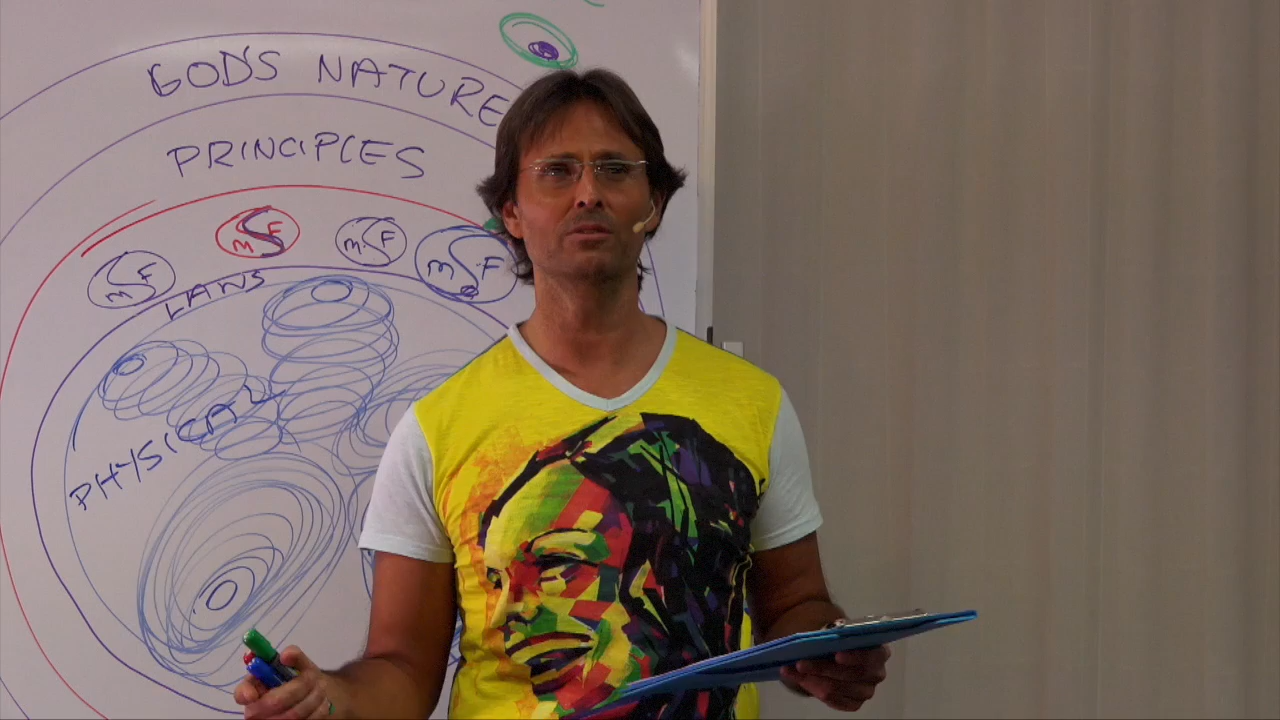 GOD'S NATURE
PRINCIPLES
m F
m F
m F
m F
LAWS
PHYSICAL